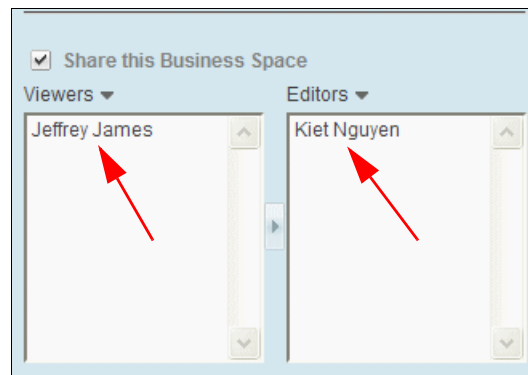 Share this Business Space
Viewers
Editors
Jeffrey James
Kiet Nguyen